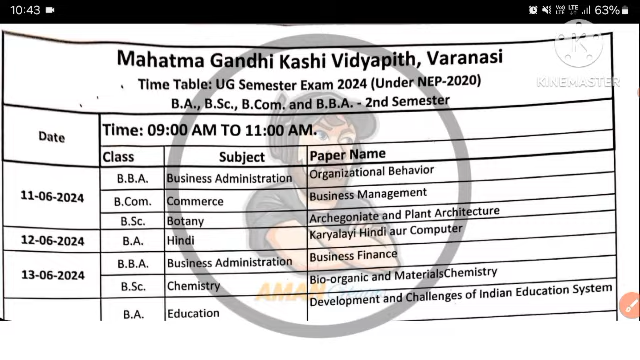 10:43
63%
KINEMASTER
Mahatma Gandhi Kashi Vidyapith, Varanasi
Time Table: UG Semester Exam 2024 (Under NEP-2020)
B.A., B.Sc., B.Com. and B.B.A. - 2nd Semester
Date
Time: 09:00 AM TO 11:00 AM.
Class Subject Paper Name
11-06-2024
B.B.A. Business Administration Organizational Behavior
B.Com. Commerce Business Management
B.Sc. Botany Archegoniate and Plant Architecture
12-06-2024 B.A. Hindi Karyalayi Hindi aur Computer
13-06-2024
B.B.A. Business Administration Business Finance
B.Sc. Chemistry Bio-organic and MaterialsChemistry
B.A. Education Development and Challenges of Indian Education System
AMAN